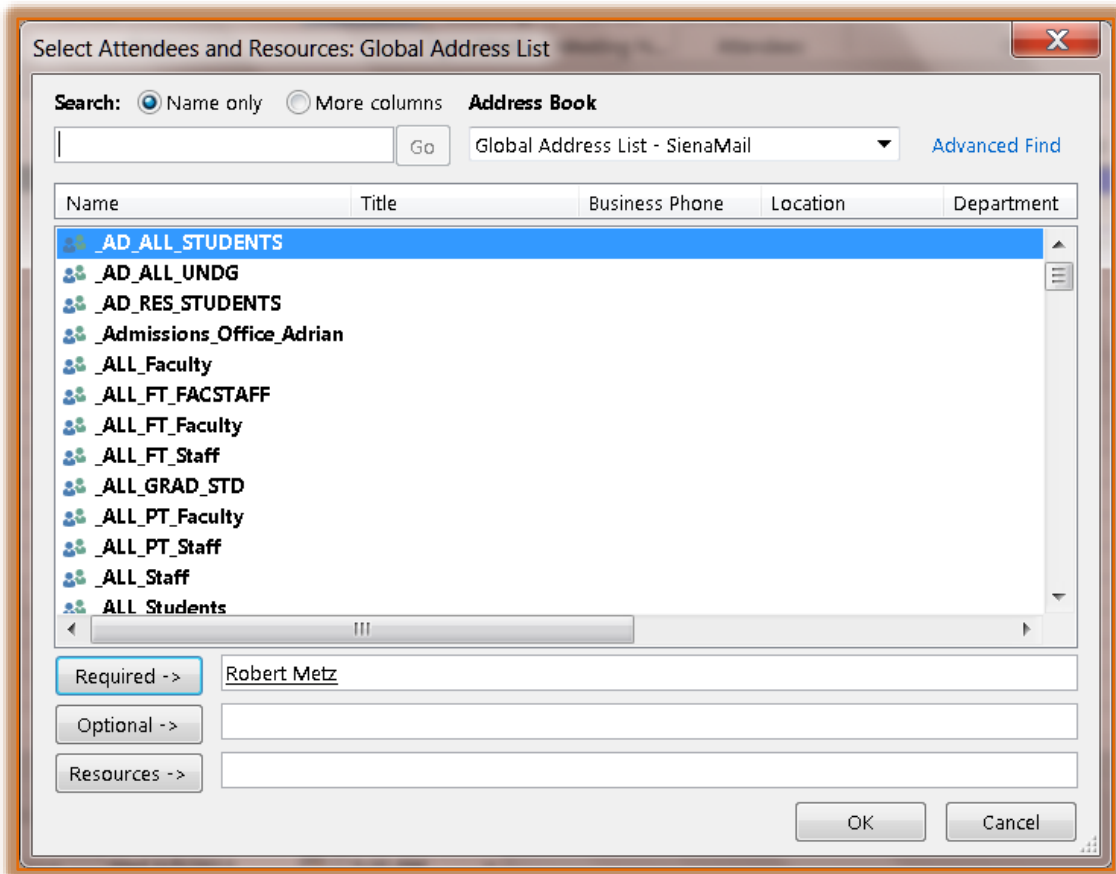 Select Attendees and Resources: Global Address List
Search: Name only More columns Address Book
Go Global Address List - SienaMail Advanced Find
Name Title Business Phone Location Department
_AD_ALL_STUDENTS
_AD_ALL_UNDG
_AD_RES_STUDENTS
_Admissions_Office_Adrian
_ALL_Faculty
_ALL_FT_FACSTAFF
_ALL_FT_Faculty
_ALL_FT_Staff
_ALL_GRAD_STD
_ALL_PT_Faculty
_ALL_PT_Staff
_ALL_Staff
_ALL_Students
Required -> Robert Metz
Optional ->
Resources ->
OK Cancel